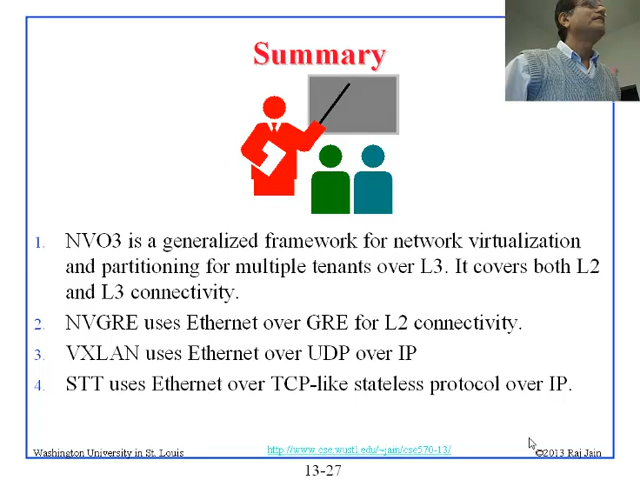 Summary
1. NVO3 is a generalized framework for network virtualization
and partitioning for multiple tenants over L3. It covers both L2
and L3 connectivity.
2. NVGRE uses Ethernet over GRE for L2 connectivity.
3. VXLAN uses Ethernet over UDP over IP
4. STT uses Ethernet over TCP-like stateless protocol over IP.
Washington University in St. Louis http://www.cse.wustl.edu/~jain/cse570-13/ ©2013 Raj Jain
13-27